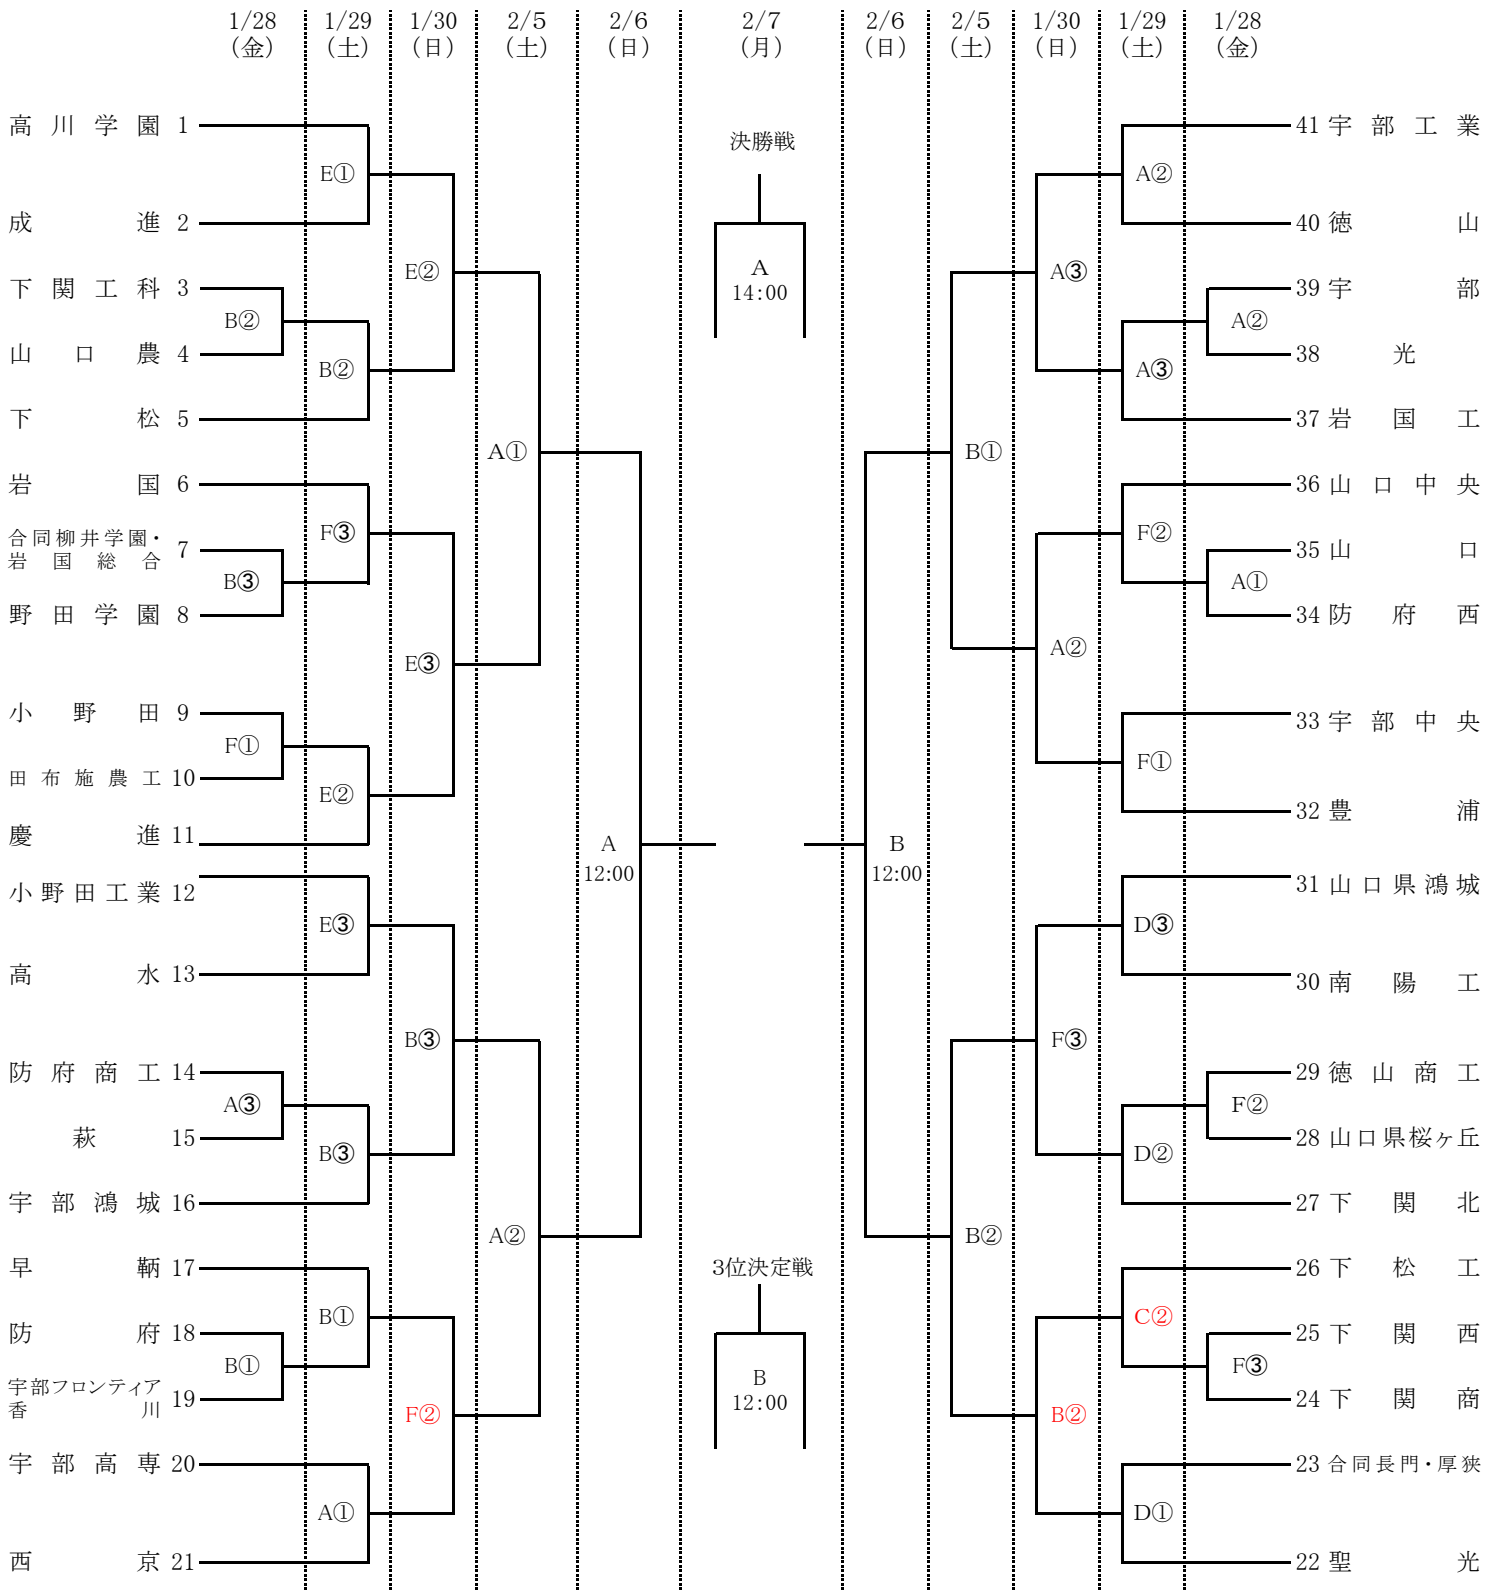 1/28 1/29 1/30 2/5 2/6 2/7 2/6 2/5 1/30 1/29 1/28
(金) (土) (日) (土) (日) (月) (日) (土) (日) (土) (金)
高川学園 1
E①
成進 2
E②
下関工科 3
B②
山口農 4
B②
下松 5
A①
岩国 6
F③
合同柳井学園・
岩国総合 7
B③
野田学園 8
E③
小野田 9
F①
田布施農工 10
E②
慶進 11
A
12:00
小野田工業 12
E③
高水 13
B③
防府商工 14
A③
萩 15
B③
宇部鴻城 16
A②
早鞆 17
B①
防府 18
B①
宇部フロンティア
香川 19
F②
宇部高専 20
A①
西京 21
決勝戦
A
14:00
3位決定戦
B
12:00
41 宇部工業
A②
40 徳山
A③
39 宇部
A②
38 光
A③
37 岩国工
B①
36 山口中央
F②
35 山口
A①
34 防府西
A②
33 宇部中央
F①
32 豊浦
B
12:00
31 山口県鴻城
D③
30 南陽工
F③
29 徳山商工
F②
28 山口県桜ヶ丘
D②
27 下関北
B②
26 下松工
C②
25 下関西
F③
24 下関商
B②
23 合同長門・厚狭
D①
22 聖光